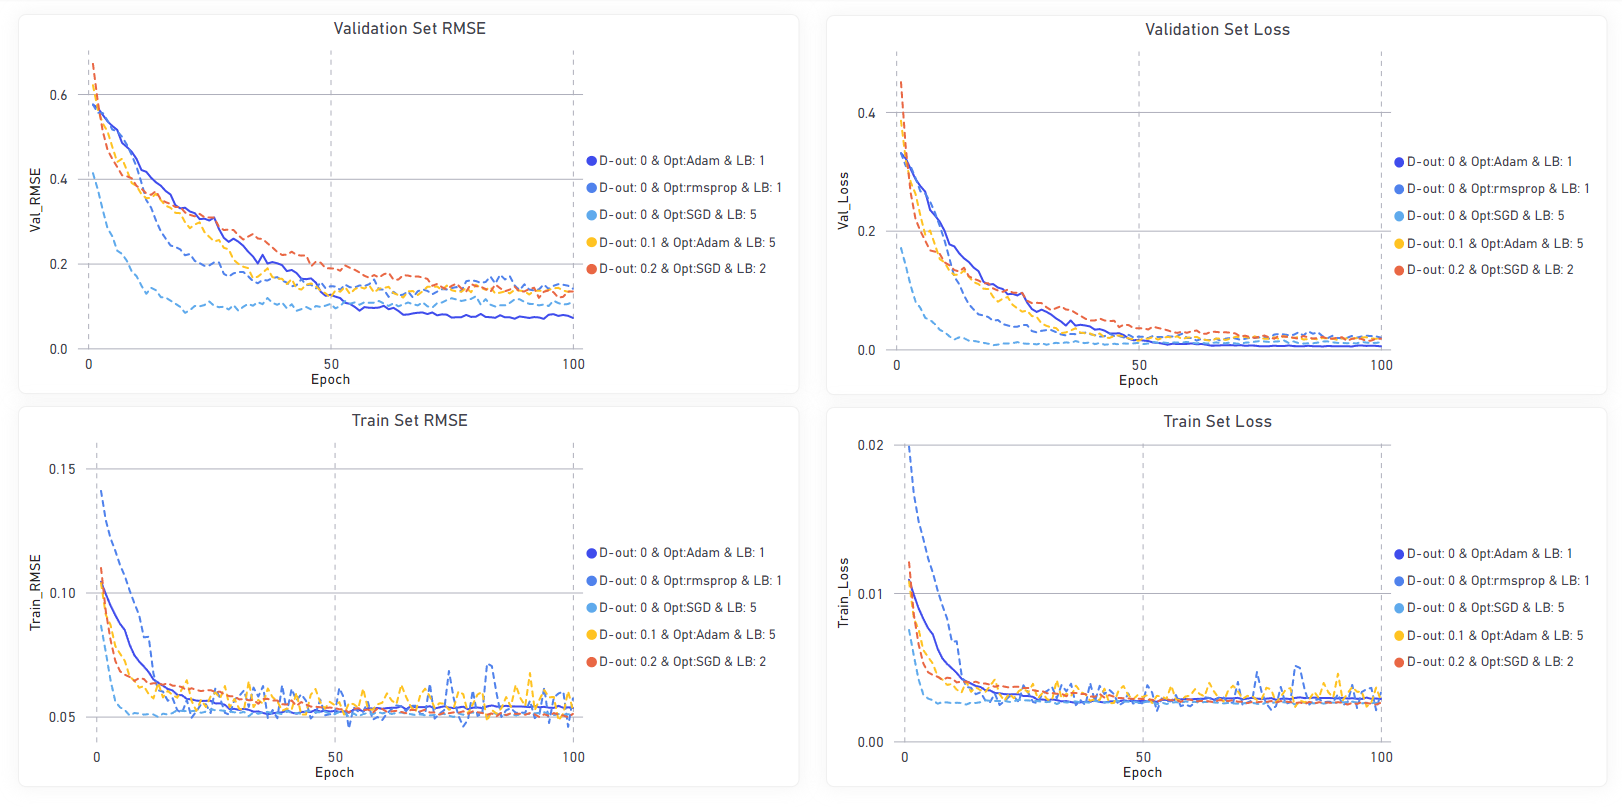 Validation Set RMSE
Val_RMSE
0.6
0.4
0.2
0.0
0
50
100
Epoch
D-out: 0 & Opt:Adam & LB: 1
D-out: 0 & Opt:rmsprop & LB: 1
D-out: 0 & Opt:SGD & LB: 5
D-out: 0.1 & Opt:Adam & LB: 5
D-out: 0.2 & Opt:SGD & LB: 2
Validation Set Loss
Val_Loss
0.4
0.2
0.0
0
50
100
Epoch
D-out: 0 & Opt:Adam & LB: 1
D-out: 0 & Opt:rmsprop & LB: 1
D-out: 0 & Opt:SGD & LB: 5
D-out: 0.1 & Opt:Adam & LB: 5
D-out: 0.2 & Opt:SGD & LB: 2
Train Set RMSE
Train_RMSE
0.15
0.10
0.05
0
50
100
Epoch
D-out: 0 & Opt:Adam & LB: 1
D-out: 0 & Opt:rmsprop & LB: 1
D-out: 0 & Opt:SGD & LB: 5
D-out: 0.1 & Opt:Adam & LB: 5
D-out: 0.2 & Opt:SGD & LB: 2
Train Set Loss
Train_Loss
0.02
0.01
0.00
0
50
100
Epoch
D-out: 0 & Opt:Adam & LB: 1
D-out: 0 & Opt:rmsprop & LB: 1
D-out: 0 & Opt:SGD & LB: 5
D-out: 0.1 & Opt:Adam & LB: 5
D-out: 0.2 & Opt:SGD & LB: 2